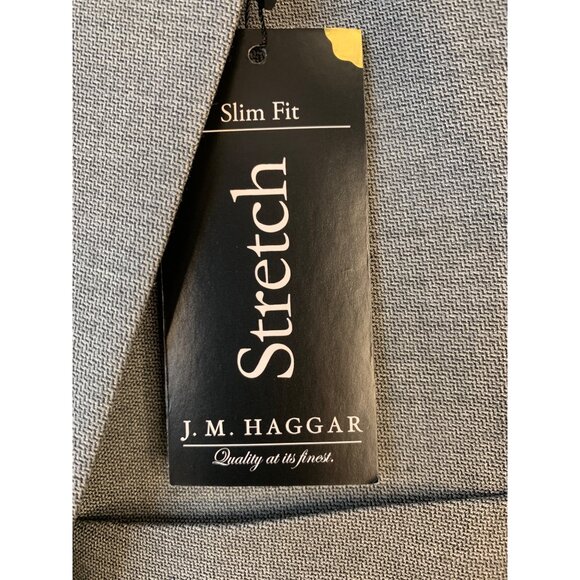 Slim Fit
Stretch
J. M. HAGGAR
Quality at its finest.